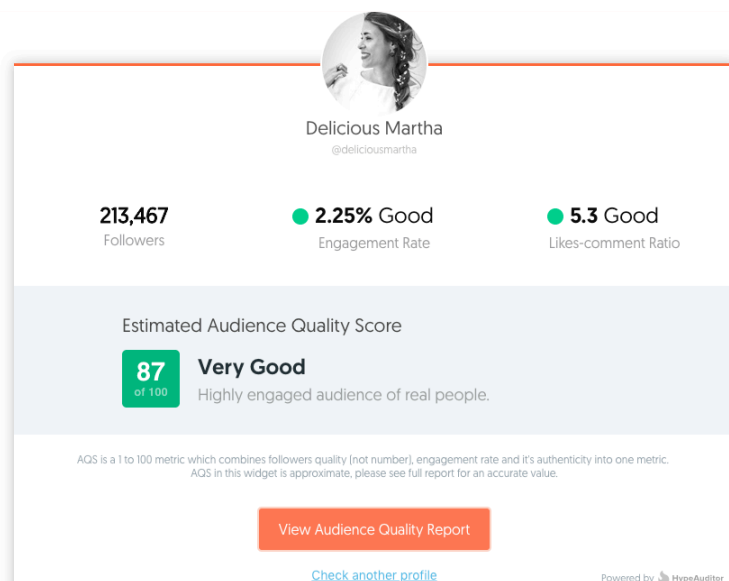 Delicious Martha
@deliciousmartha
213,467
Followers
2.25% Good
Engagement Rate
5.3 Good
Likes-comment Ratio
Estimated Audience Quality Score
87
of 100
Very Good
Highly engaged audience of real people.
AQS is a 1 to 100 metric which combines followers quality (not number), engagement rate and it's authenticity into one metric.
AQS in this widget is approximate, please see full report for an accurate value.
View Audience Quality Report
Check another profile
Powered by HypeAuditor